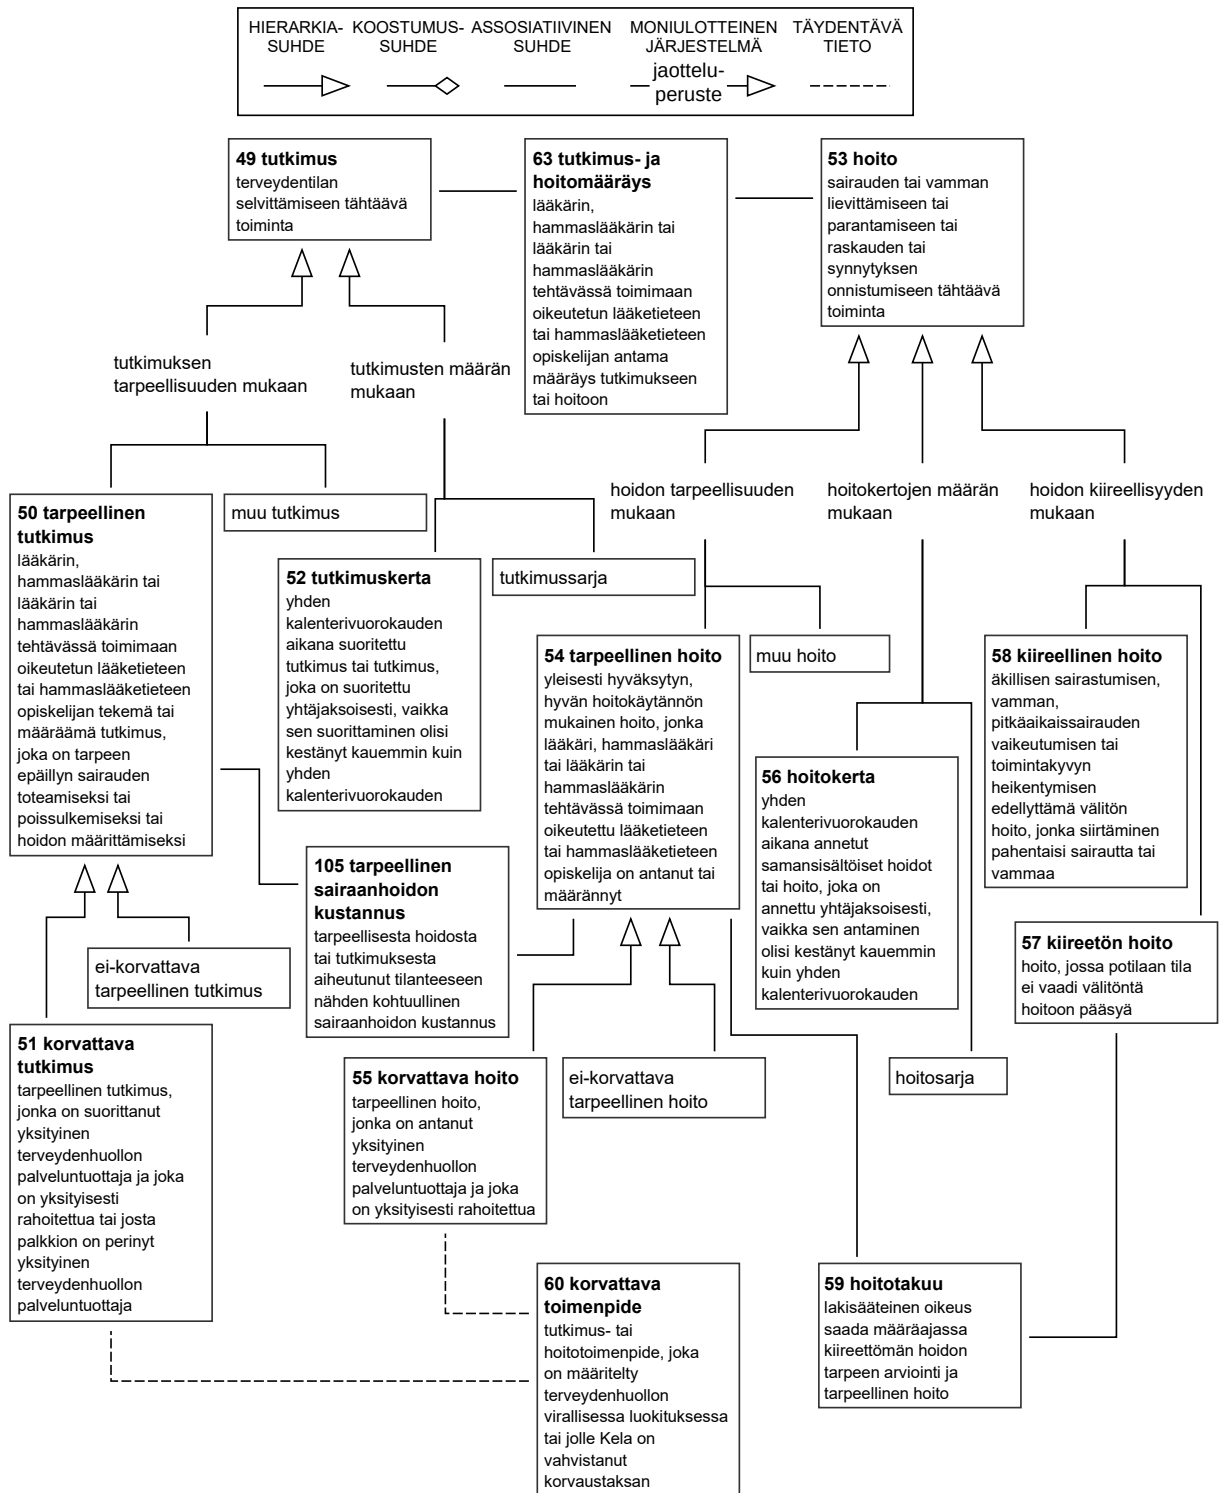 HIERARKIA-
SUHDE
KOOSTUMUS-
SUHDE
ASSOSIATIIVINEN
SUHDE
MONIULOTTEINEN
JÄRJESTELMÄ
TÄYDENTÄVÄ
TIETO
jaottelu-
peruste
49 tutkimus
terveydentilan
selvittämiseen tähtäävä
toiminta
63 tutkimus- ja
hoitomääräys
lääkärin,
hammaslääkärin tai
lääkärin tai
hammaslääkärin
tehtävässä toimimaan
oikeutetun lääketieteen
tai hammaslääketieteen
opiskelijan antama
määräys tutkimukseen
tai hoitoon
53 hoito
sairauden tai vamman
lievittämiseen tai
parantamiseen tai
raskauden tai
synnytyksen
onnistumiseen tähtäävä
toiminta
tutkimuksen
tarpeellisuuden mukaan
tutkimusten määrän
mukaan
hoidon tarpeellisuuden
mukaan
hoitokertojen määrän
mukaan
hoidon kiireellisyyden
mukaan
50 tarpeellinen
tutkimus
lääkärin,
hammaslääkärin tai
lääkärin tai
hammaslääkärin
tehtävässä toimimaan
oikeutetun lääketieteen
tai hammaslääketieteen
opiskelijan tekemä tai
määräämä tutkimus,
joka on tarpeen
epäillyn sairauden
toteamiseksi tai
poissulkemiseksi tai
hoidon määrittämiseksi
muu tutkimus
52 tutkimuskerta
yhden
kalenterivuorokauden
aikana suoritettu
tutkimus tai tutkimus,
joka on suoritettu
yhtäjaksoisesti, vaikka
sen suorittaminen olisi
kestänyt kauemmin kuin
yhden
kalenterivuorokauden
tutkimussarja
54 tarpeellinen hoito
yleisesti hyväksytyn,
hyvän hoitokäytännön
mukainen hoito, jonka
lääkäri, hammaslääkäri
tai lääkärin tai
hammaslääkärin
tehtävässä toimimaan
oikeutettu lääketieteen
tai hammaslääketieteen
opiskelija on antanut tai
määrännyt
muu hoito
56 hoitokerta
yhden
kalenterivuorokauden
aikana annetut
samansisältöiset hoidot
tai hoito, joka on
annettu yhtäjaksoisesti,
vaikka sen antaminen
olisi kestänyt kauemmin
kuin yhden
kalenterivuorokauden
58 kiireellinen hoito
äkillisen sairastumisen,
vamman,
pitkäaikaissairauden
vaikeutumisen tai
toimintakyvyn
heikentymisen
edellyttämä välitön
hoito, jonka siirtäminen
pahentaisi sairautta tai
vammaa
105 tarpeellinen
sairaanhoidon
kustannus
tarpeellisesta hoidosta
tai tutkimuksesta
aiheutunut tilanteeseen
nähden kohtuullinen
sairaanhoidon kustannus
57 kiireetön hoito
hoito, jossa potilaan tila
ei vaadi välitöntä
hoitoon pääsyä
ei-korvattava
tarpeellinen tutkimus
51 korvattava
tutkimus
tarpeellinen tutkimus,
jonka on suorittanut
yksityinen
terveydenhuollon
palveluntuottaja ja joka
on yksityisesti
rahoitettua tai josta
palkkion on perinyt
yksityinen
terveydenhuollon
palveluntuottaja
55 korvattava hoito
tarpeellinen hoito,
jonka on antanut
yksityinen
terveydenhuollon
palveluntuottaja ja joka
on yksityisesti rahoitettua
ei-korvattava
tarpeellinen hoito
hoitosarja
60 korvattava
toimenpide
tutkimus- tai
hoitotoimenpide, joka
on määritelty
terveydenhuollon
virallisessa luokituksessa
tai jolle Kela on
vahvistanut
korvaustaksan
59 hoitotakuu
lakisääteinen oikeus
saada määräajassa
kiireettömän hoidon
tarpeen arviointi ja
tarpeellinen hoito